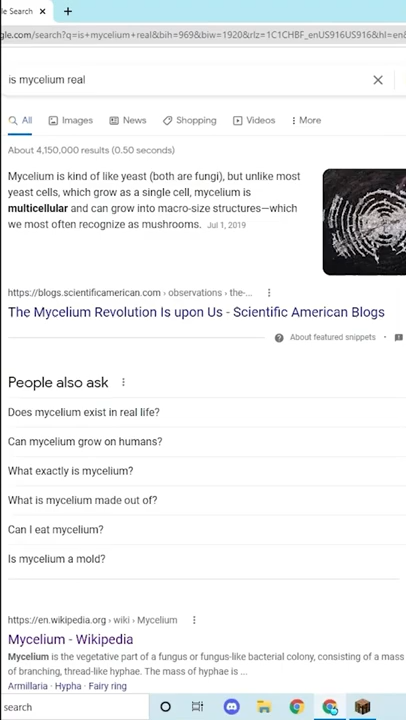 le Search
gle.com/search?q=is+mycelium+real&bih=969&biw=1920&rlz=1C1CHBF_enUS916US916&hl=en&
is mycelium real
All Images News Shopping Videos More
About 4,150,000 results (0.50 seconds)
Mycelium is kind of like yeast (both are fungi), but unlike most
yeast cells, which grow as a single cell, mycelium is
multicellular and can grow into macro-size structures—which
we most often recognize as mushrooms. Jul 1, 2019
https://blogs.scientificamerican.com › observations › the-...
The Mycelium Revolution Is upon Us - Scientific American Blogs
About featured snippets
People also ask
Does mycelium exist in real life?
Can mycelium grow on humans?
What exactly is mycelium?
What is mycelium made out of?
Can I eat mycelium?
Is mycelium a mold?
https://en.wikipedia.org › wiki › Mycelium
Mycelium - Wikipedia
Mycelium is the vegetative part of a fungus or fungus-like bacterial colony, consisting of a mass
of branching, thread-like hyphae. The mass of hyphae is ...
Armillaria · Hypha · Fairy ring
search